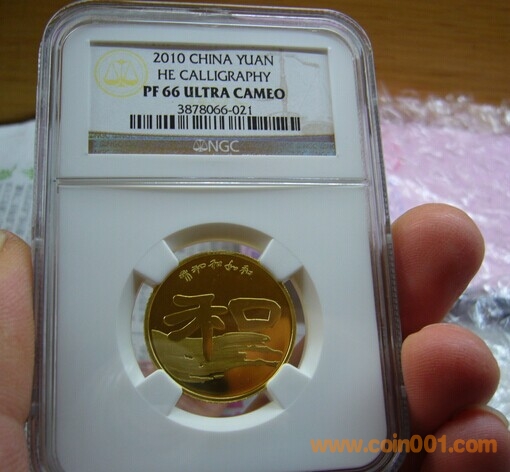 2010 CHINA YUAN
HE CALLIGRAPHY
PF 66 ULTRA CAMEO
3878066-021
NGC
和
www.coin001.com